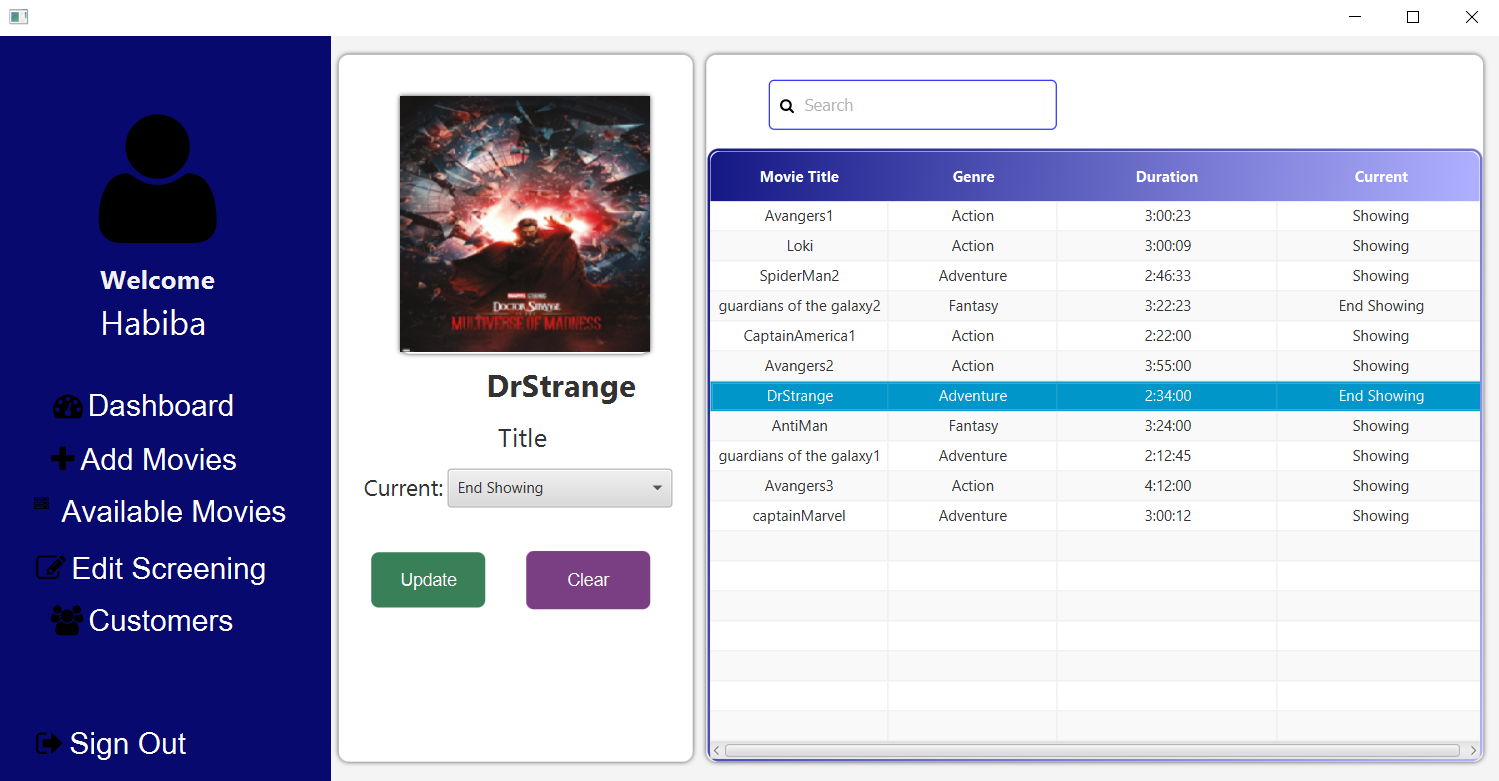 Welcome
Habiba
Dashboard
Add Movies
Available Movies
Edit Screening
Customers
Sign Out
MARVEL STUDIOS
DOCTOR STRANGE
MULTIVERSE OF MADNESS
DrStrange
Title
Current: End Showing
Update Clear
Search
Movie Title Genre Duration Current
Avangers1 Action 3:00:23 Showing
Loki Action 3:00:09 Showing
SpiderMan2 Adventure 2:46:33 Showing
guardians of the galaxy2 Fantasy 3:22:23 End Showing
CaptainAmerica1 Action 2:22:00 Showing
Avangers2 Action 3:55:00 Showing
DrStrange Adventure 2:34:00 End Showing
AntiMan Fantasy 3:24:00 Showing
guardians of the galaxy1 Adventure 2:12:45 Showing
Avangers3 Action 4:12:00 Showing
captainMarvel Adventure 3:00:12 Showing